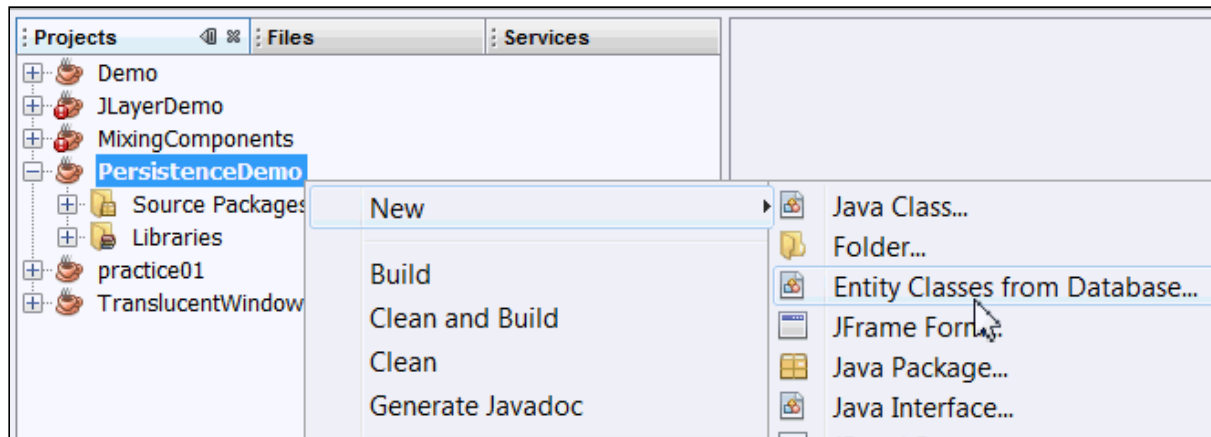 Projects Files Services
Demo
JLayerDemo
MixingComponents
PersistenceDemo
Source Packages
Libraries
practice01
TranslucentWindow
New
Build
Clean and Build
Clean
Generate Javadoc
Java Class...
Folder...
Entity Classes from Database...
JFrame Form...
Java Package...
Java Interface...